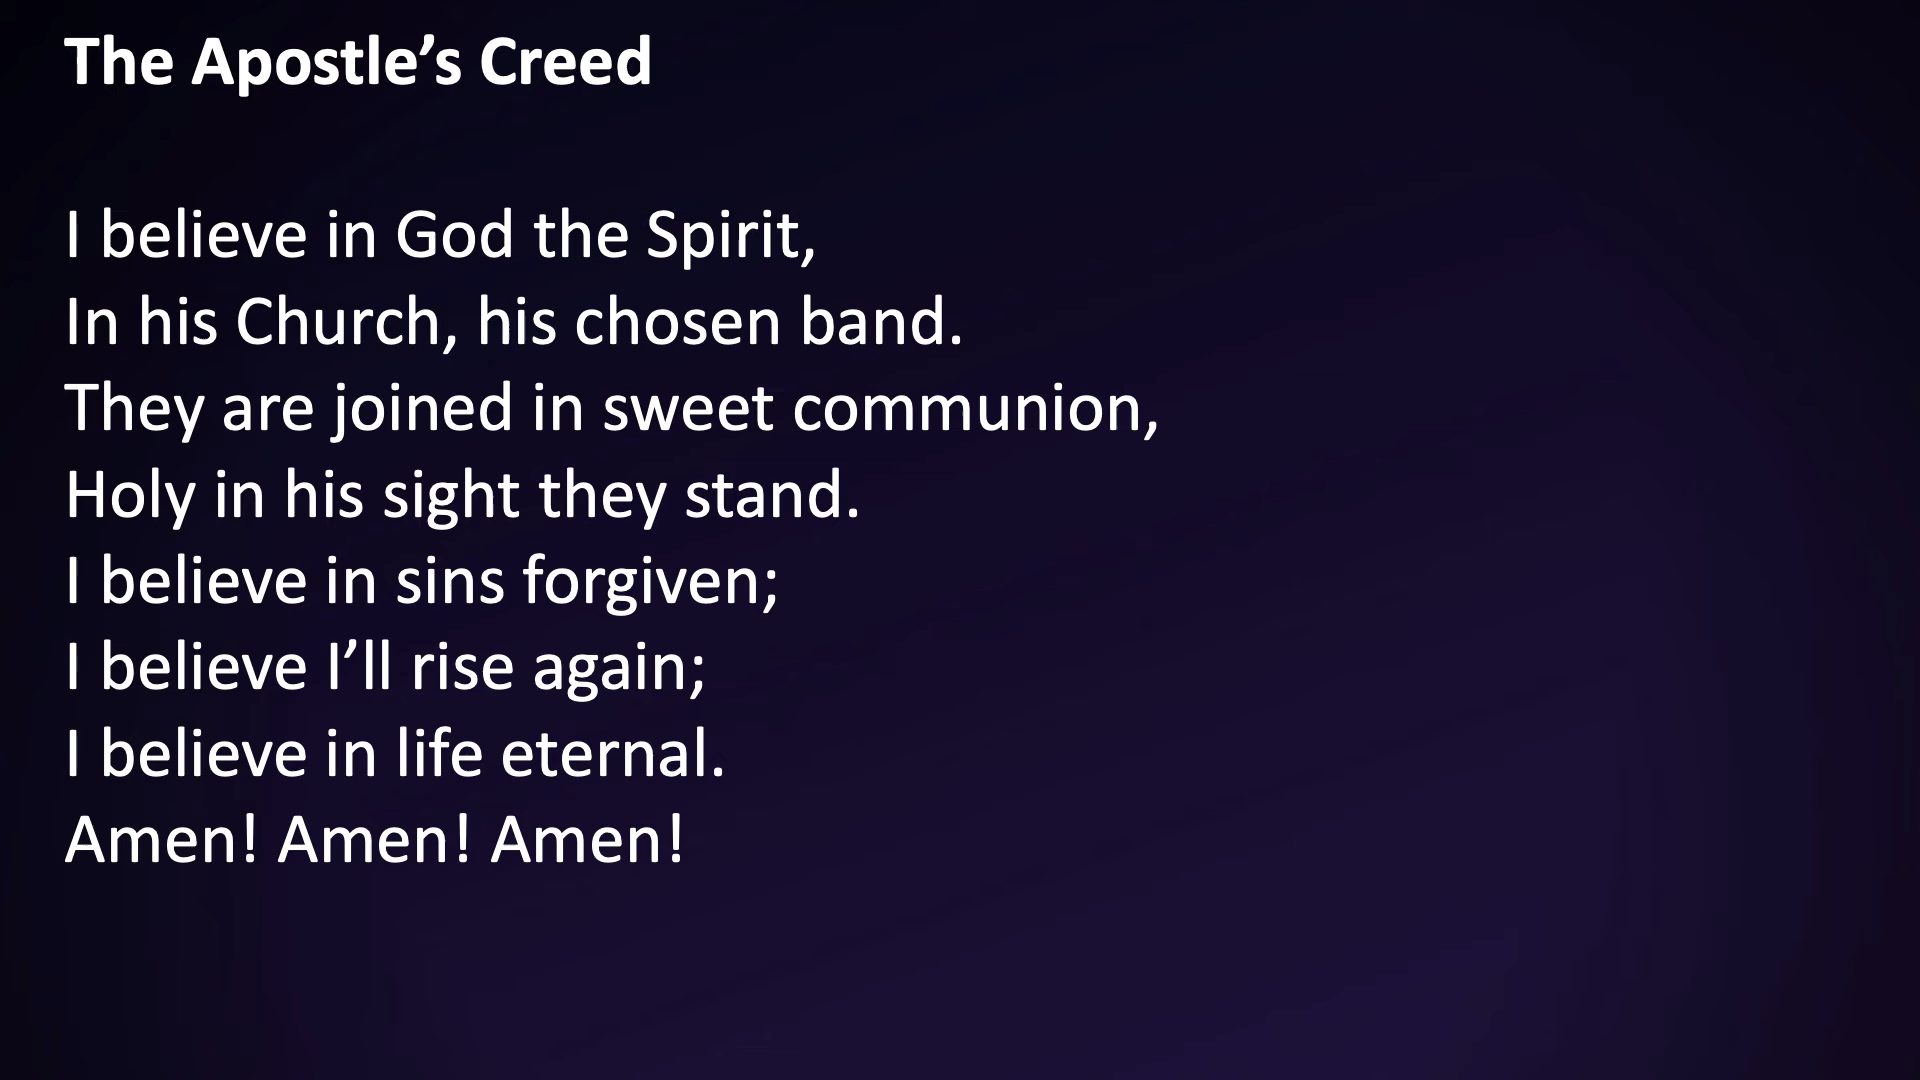 The Apostle’s Creed
I believe in God the Spirit,
In his Church, his chosen band.
They are joined in sweet communion,
Holy in his sight they stand.
I believe in sins forgiven;
I believe I’ll rise again;
I believe in life eternal.
Amen! Amen! Amen!